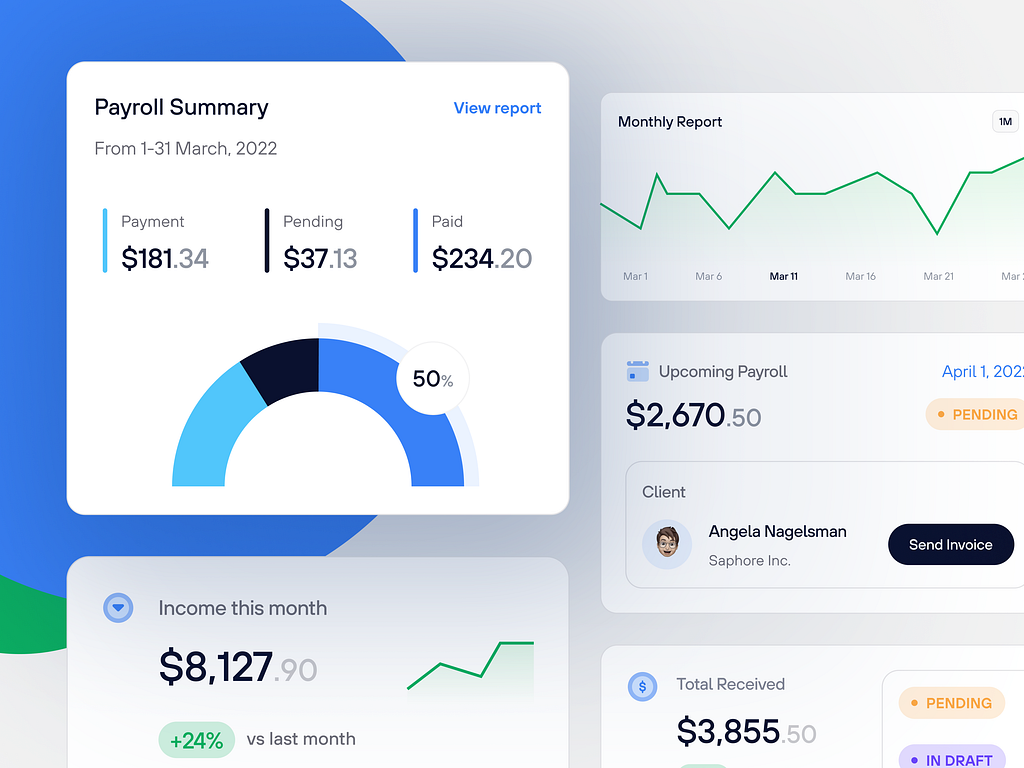 Payroll Summary
View report
From 1-31 March, 2022
Payment
$181.34
Pending
$37.13
Paid
$234.20
50%
Income this month
$8,127.90
+24% vs last month
Monthly Report
1M
Mar 1 Mar 6 Mar 11 Mar 16 Mar 21 Mar
Upcoming Payroll
April 1, 202
$2,670.50
PENDING
Client
Angela Nagelsman
Saphore Inc.
Send Invoice
$
Total Received
$3,855.50
PENDING
IN DRAFT